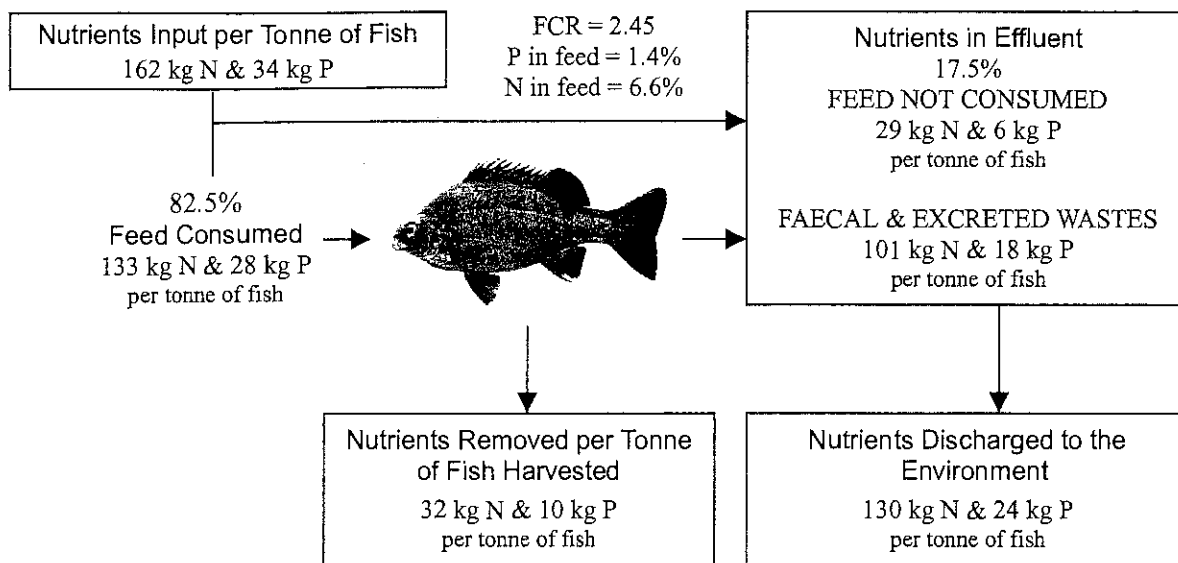 Nutrients Input per Tonne of Fish
162 kg N & 34 kg P
FCR = 2.45
P in feed = 1.4%
N in feed = 6.6%
Nutrients in Effluent
17.5%
FEED NOT CONSUMED
29 kg N & 6 kg P
per tonne of fish
82.5%
Feed Consumed
133 kg N & 28 kg P
per tonne of fish
FAECAL & EXCRETED WASTES
101 kg N & 18 kg P
per tonne of fish
Nutrients Removed per Tonne
of Fish Harvested
32 kg N & 10 kg P
per tonne of fish
Nutrients Discharged to the
Environment
130 kg N & 24 kg P
per tonne of fish